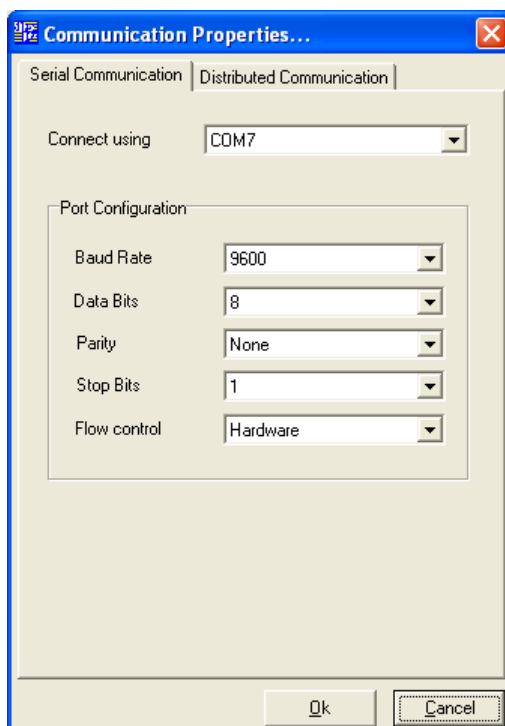 Communication Properties...
Serial Communication Distributed Communication
Connect using COM7
Port Configuration
Baud Rate 9600
Data Bits 8
Parity None
Stop Bits 1
Flow control Hardware
Ok Cancel